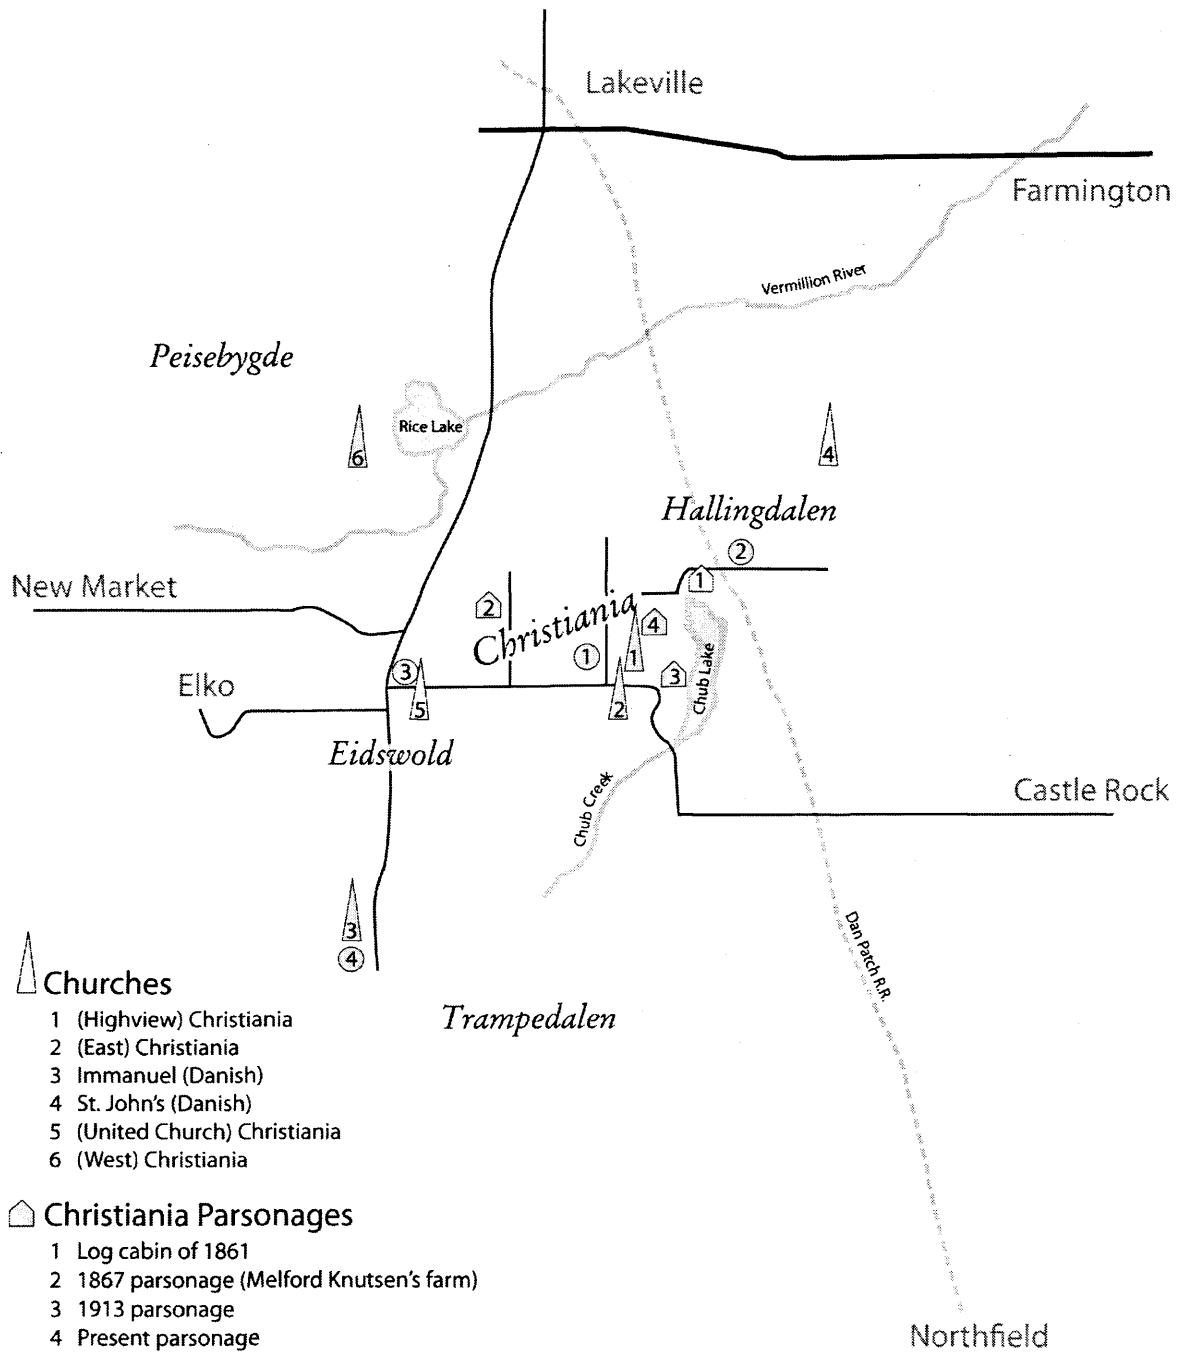 Lakeville
Farmington
Vermillion River
Peisebygde
Rice Lake
6
4
Hallingdalen
2
New Market
1
2
Christiania
4
1
1
3
Chub Lake
3
Elko
5
2
Eidswold
Chub Creek
Castle Rock
3
4
Dan Patch R.R.
Trampedalen
Churches
1 (Highview) Christiania
2 (East) Christiania
3 Immanuel (Danish)
4 St. John's (Danish)
5 (United Church) Christiania
6 (West) Christiania
Christiania Parsonages
1 Log cabin of 1861
2 1867 parsonage (Melford Knutsen's farm)
3 1913 parsonage
4 Present parsonage
Northfield